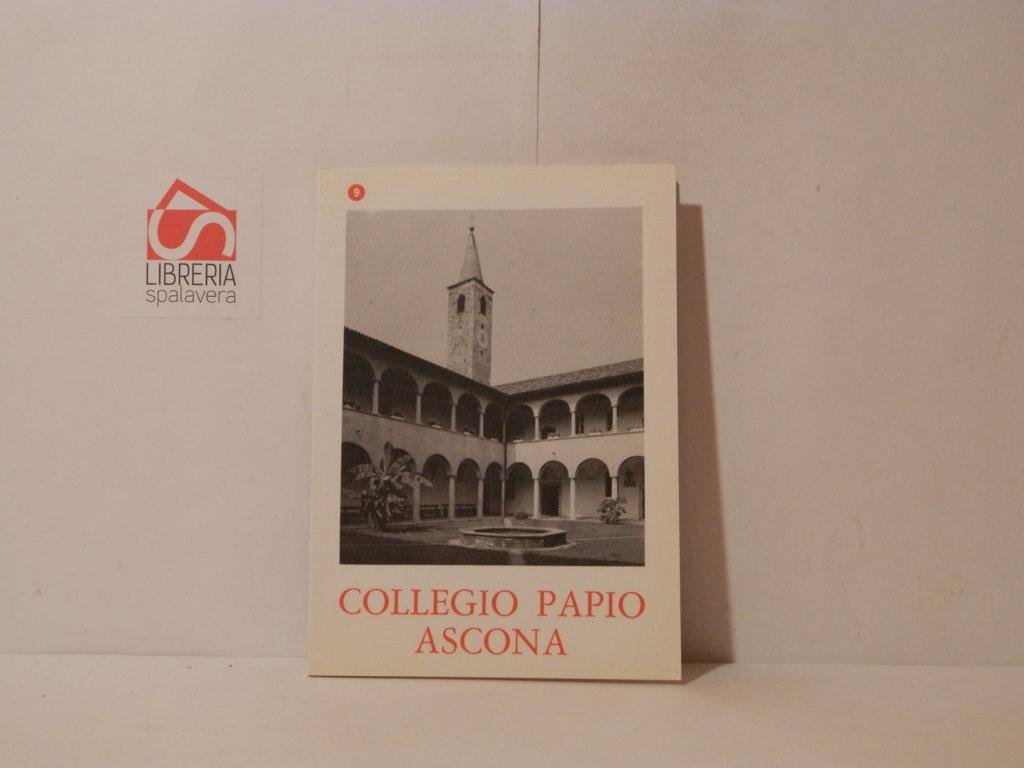 LIBRERIA
spalavera
9
COLLEGIO PAPIO
ASCONA